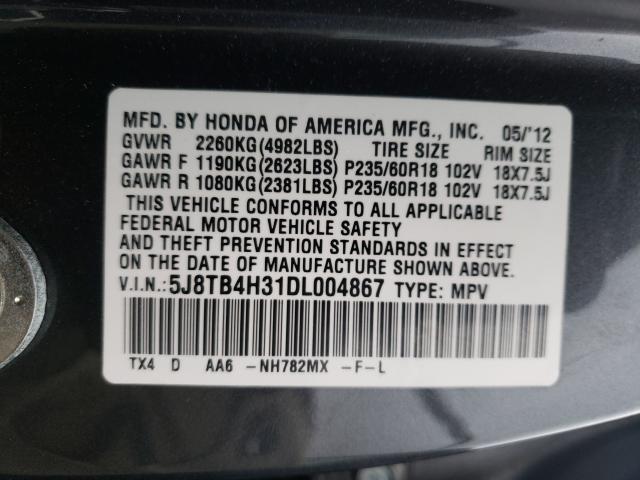 MFD. BY HONDA OF AMERICA MFG., INC. 05/'12
GVWR 2260KG(4982LBS) TIRE SIZE RIM SIZE
GAWR F 1190KG(2623LBS) P235/60R18 102V 18X7.5J
GAWR R 1080KG(2381LBS) P235/60R18 102V 18X7.5J
THIS VEHICLE CONFORMS TO ALL APPLICABLE
FEDERAL MOTOR VEHICLE SAFETY
AND THEFT PREVENTION STANDARDS IN EFFECT
ON THE DATE OF MANUFACTURE SHOWN ABOVE.
V.I.N.:5J8TB4H31DL004867 TYPE: MPV
TX4 D AA6 -NH782MX -F-L